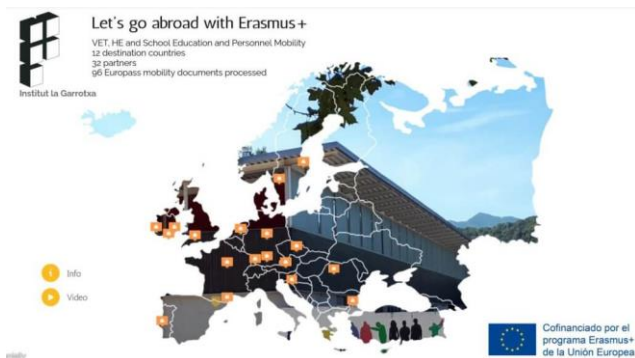 Let's go abroad with Erasmus+
VET, HE and School Education and Personnel Mobility
12 destination countries
32 partners
96 Europass mobility documents processed
Institut la Garrotxa
Info
Video
Cofinanciado por el
programa Erasmus+
de la Unión Europea